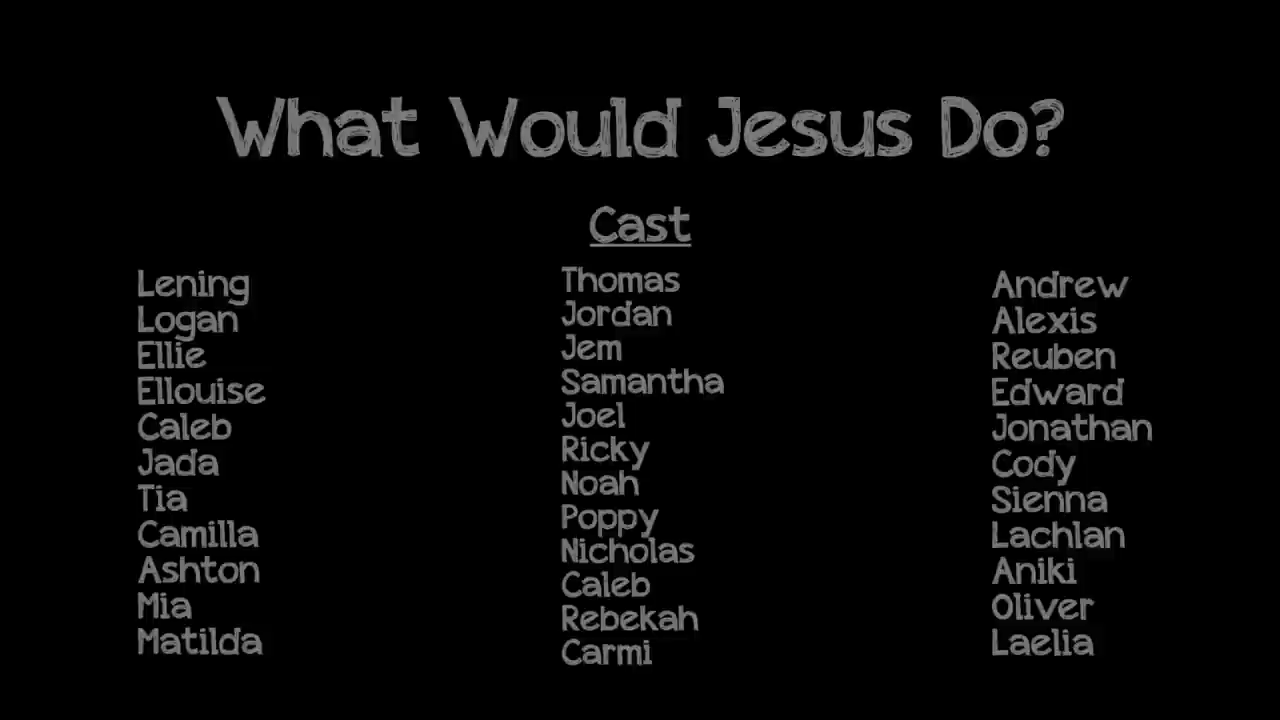 What Would Jesus Do?
Cast
Lening
Logan
Ellie
Ellouise
Caleb
Jada
Tia
Camilla
Ashton
Mia
Matilda
Thomas
Jordan
Jem
Samantha
Joel
Ricky
Noah
Poppy
Nicholas
Caleb
Rebekah
Carmi
Andrew
Alexis
Reuben
Edward
Jonathan
Cody
Sienna
Lachlan
Aniki
Oliver
Laelia